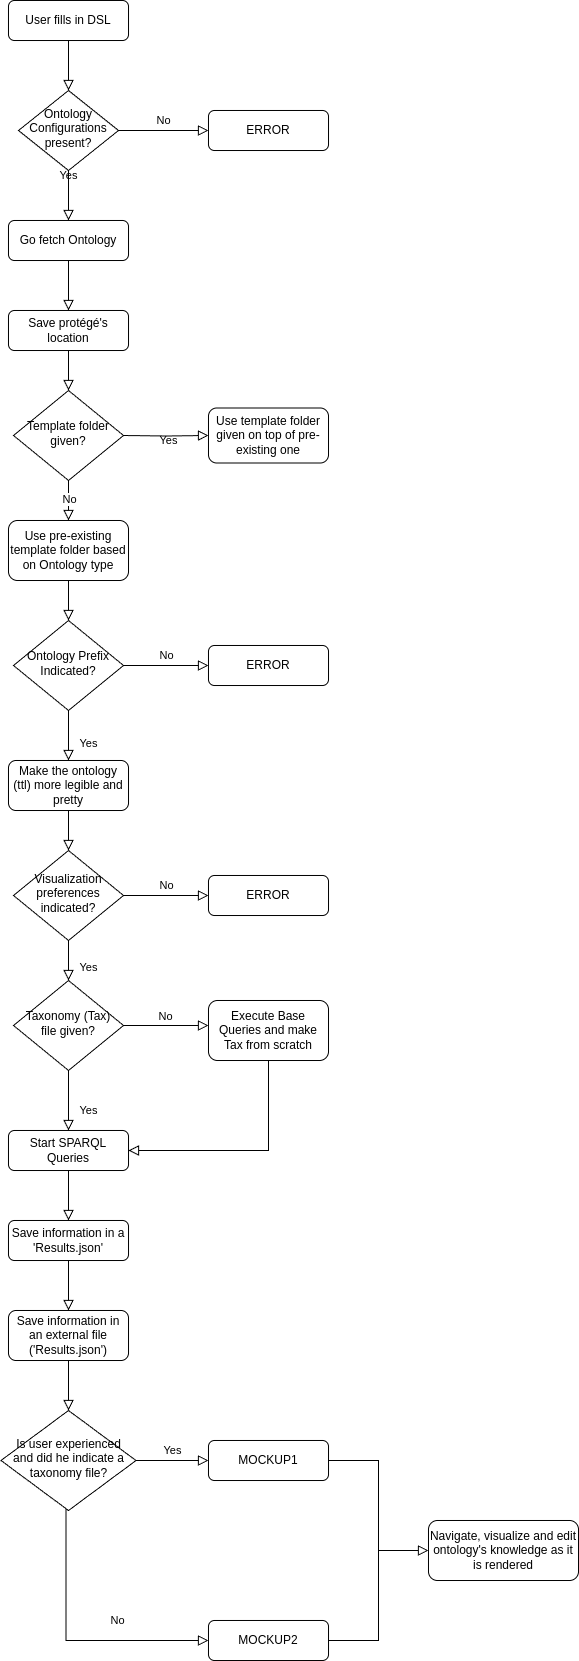 User fills in DSL
Ontology
Configurations
present?
No
ERROR
Yes
Go fetch Ontology
Save protégé's
location
Template folder
given?
Yes
Use template folder
given on top of pre-
existing one
No
Use pre-existing
template folder based
on Ontology type
Ontology Prefix
Indicated?
No
ERROR
Yes
Make the ontology
(ttl) more legible and
pretty
Visualization
preferences
indicated?
No
ERROR
Yes
Taxonomy (Tax)
file given?
No
Execute Base
Queries and make
Tax from scratch
Yes
Start SPARQL
Queries
Save information in a
'Results.json'
Save information in
an external file
('Results.json')
Is user experienced
and did he indicate a
taxonomy file?
Yes
MOCKUP1
Navigate, visualize and edit
ontology's knowledge as it
is rendered
No
MOCKUP2